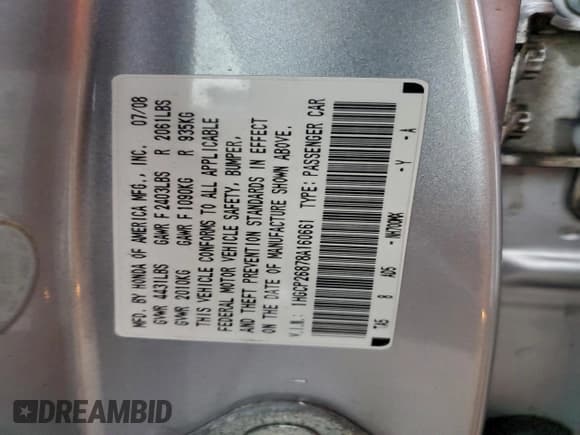 MFD. BY HONDA OF AMERICA MFG., INC. 07/08
GVWR 4431LBS GAWR F 2403LBS R 2061LBS
GVWR 2010KG GAWR F 1090KG R 935KG
THIS VEHICLE CONFORMS TO ALL APPLICABLE
FEDERAL MOTOR VEHICLE SAFETY, BUMPER,
AND THEFT PREVENTION STANDARDS IN EFFECT
ON THE DATE OF MANUFACTURE SHOWN ABOVE.
V.I.N.: 1HGCP26878A160661 TYPE: PASSENGER CAR
TA5 8 A05 - NH700MX - Y - A
DREAMBID